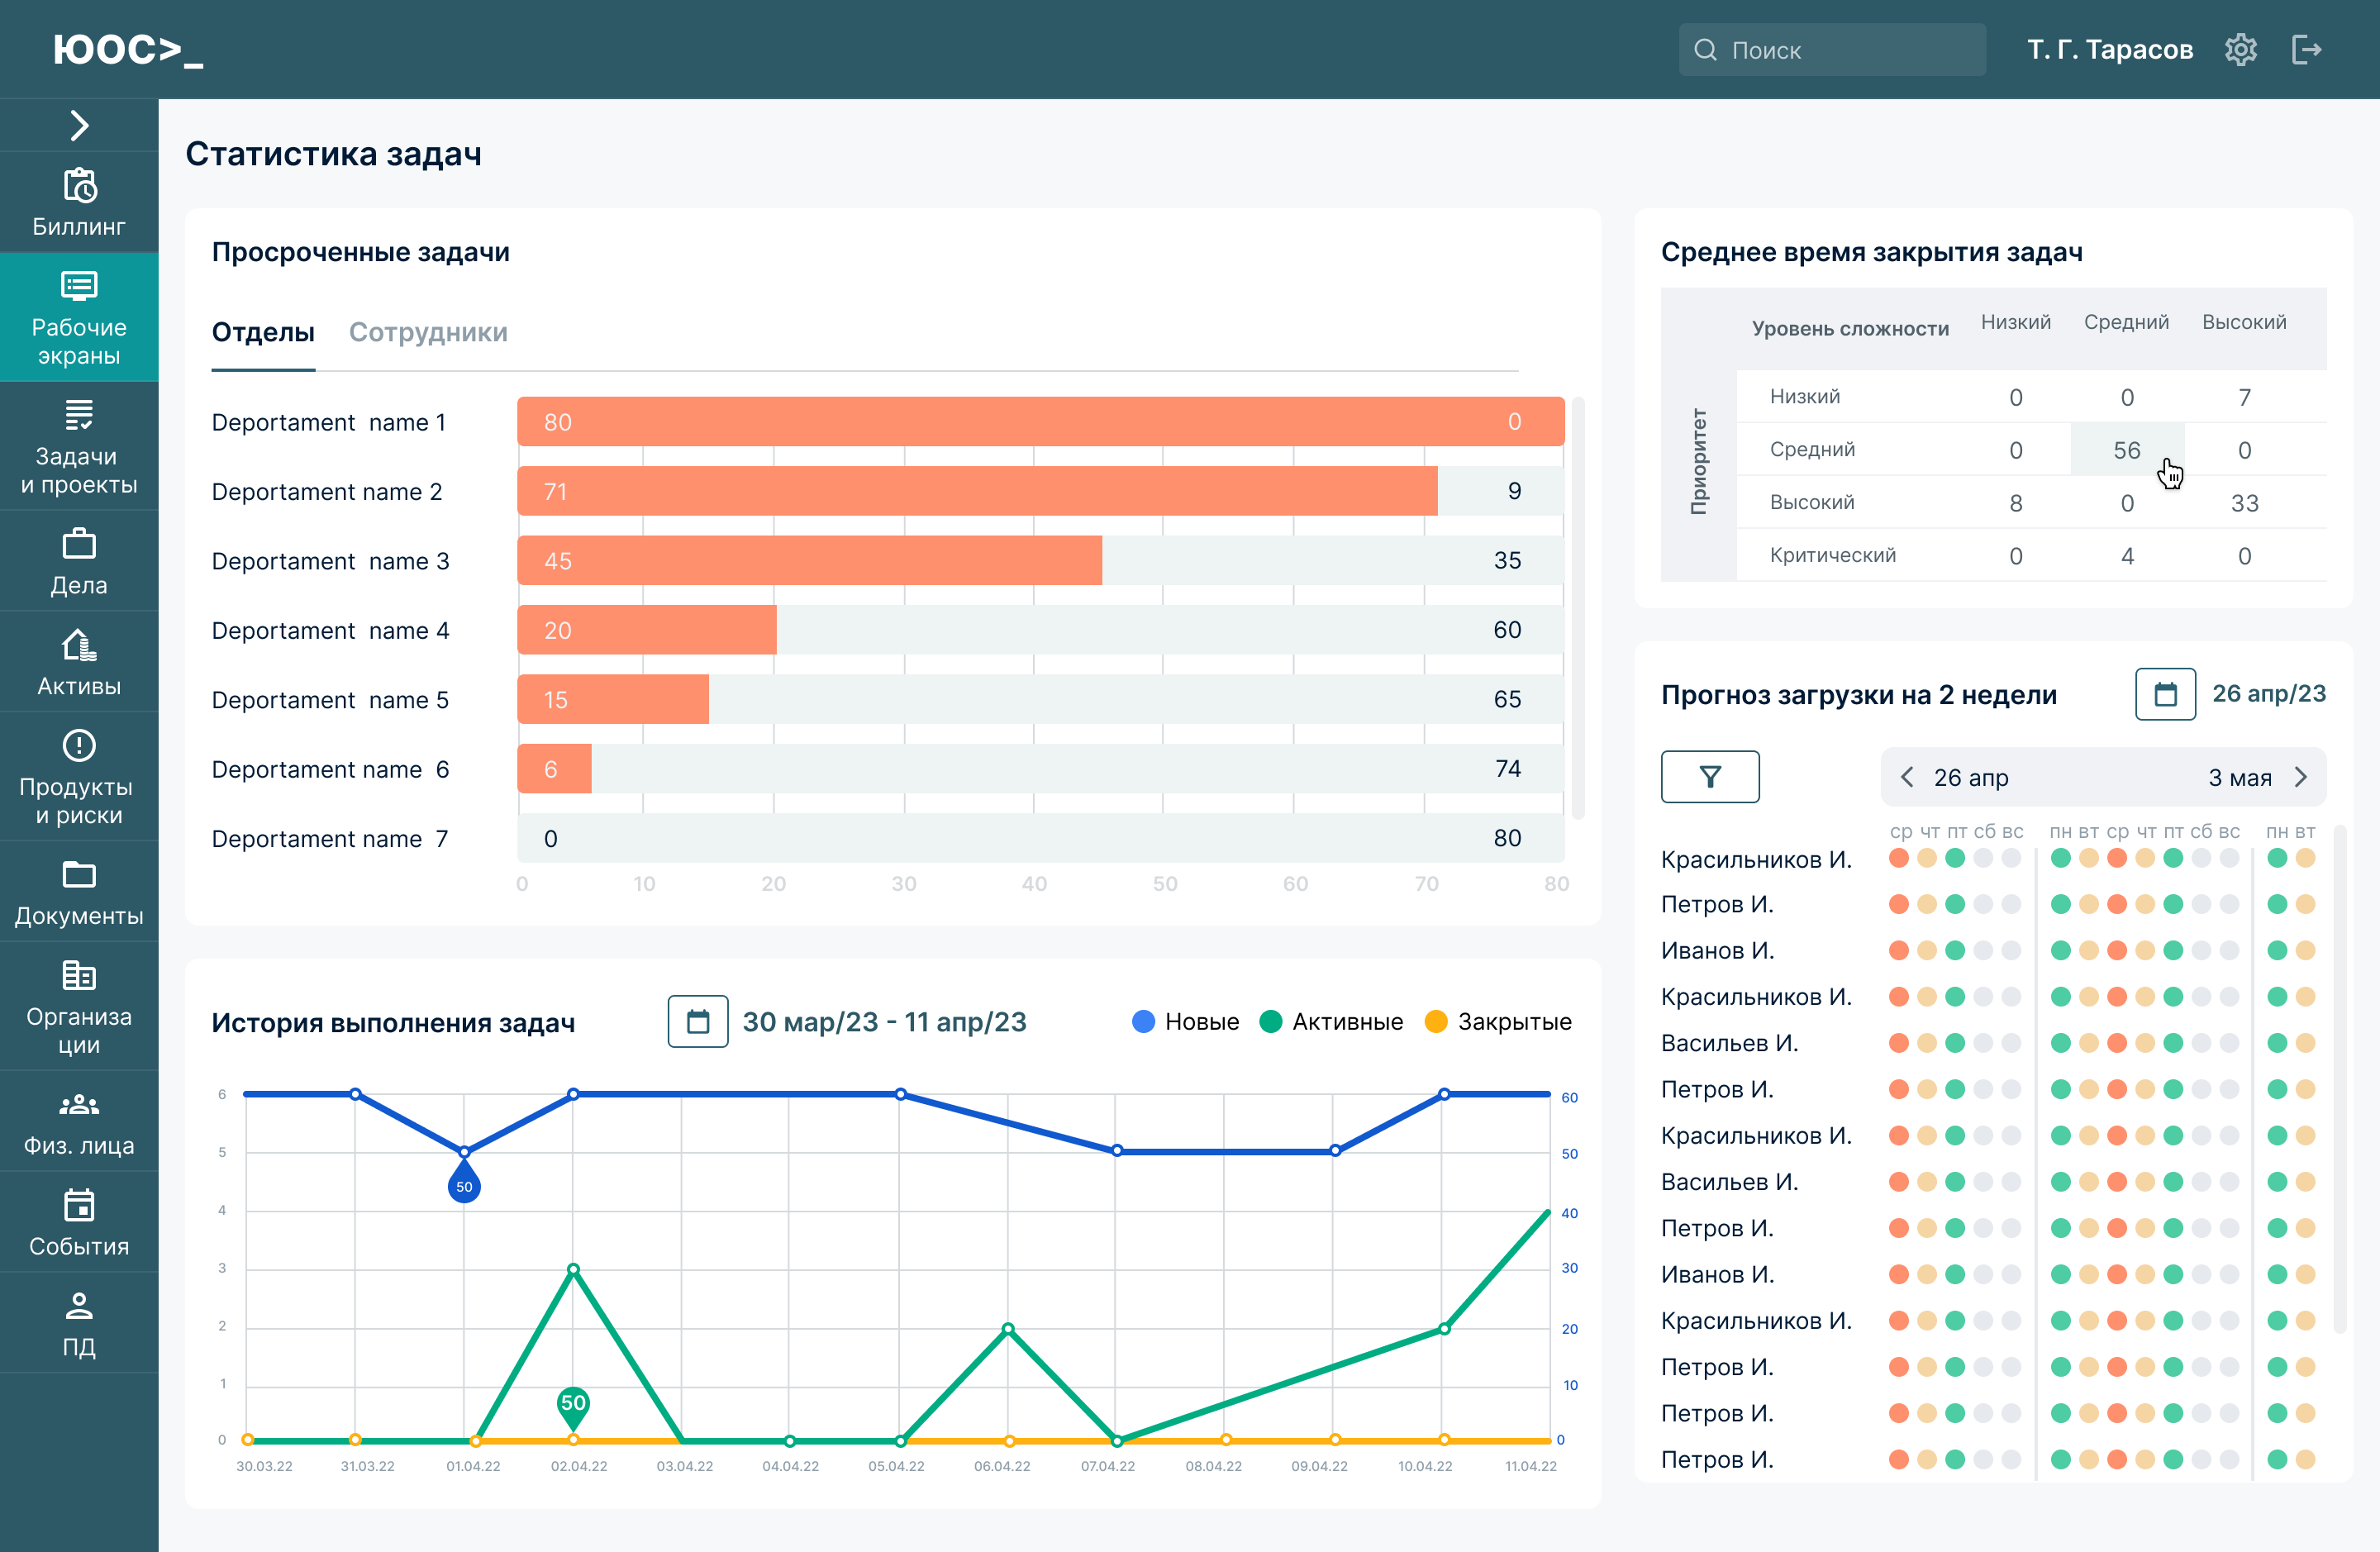 ЮОС>_
Поиск
Т. Г. Тарасов
Биллинг
Рабочие
экраны
Задачи
и проекты
Дела
Активы
Продукты
и риски
Документы
Организа
ции
Физ. лица
События
ПД
Статистика задач
Просроченные задачи
Отделы Сотрудники
Deportament name 1 80 0
Deportament name 2 71 9
Deportament name 3 45 35
Deportament name 4 20 60
Deportament name 5 15 65
Deportament name 6 6 74
Deportament name 7 0 80
0 10 20 30 40 50 60 70 80
История выполнения задач 30 мар/23 - 11 апр/23 Новые Активные Закрытые
6 60
5 50
50
4 40
3 30
2 20
1 10
50
0 0
30.03.22 31.03.22 01.04.22 02.04.22 03.04.22 04.04.22 05.04.22 06.04.22 07.04.22 08.04.22 09.04.22 10.04.22 11.04.22
Среднее время закрытия задач
Уровень сложности Низкий Средний Высокий
Приоритет
Низкий 0 0 7
Средний 0 56 0
Высокий 8 0 33
Критический 0 4 0
Прогноз загрузки на 2 недели 26 апр/23
26 апр 3 мая
ср чт пт сб вс пн вт ср чт пт сб вс пн вт
Красильников И.
Петров И.
Иванов И.
Красильников И.
Васильев И.
Петров И.
Красильников И.
Васильев И.
Петров И.
Иванов И.
Красильников И.
Петров И.
Петров И.
Петров И.